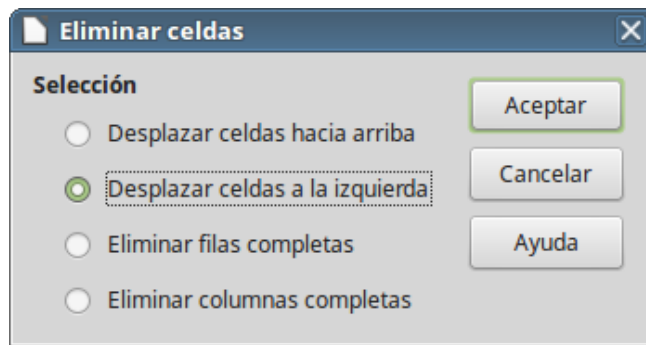 Eliminar celdas
Selección
Desplazar celdas hacia arriba
Desplazar celdas a la izquierda
Eliminar filas completas
Eliminar columnas completas
Aceptar
Cancelar
Ayuda